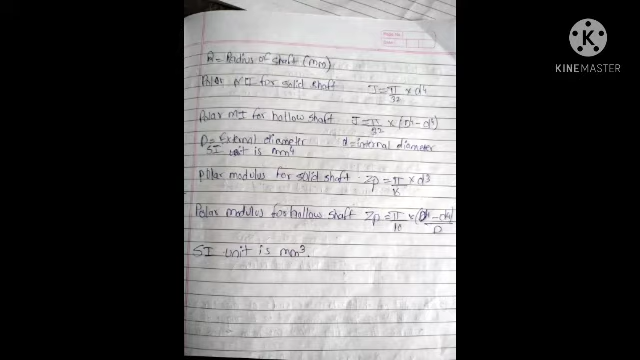 R = Radius of shaft (mm)
Polar MI for solid shaft J = π/32 × d⁴
Polar MI for hollow shaft J = π/32 × (D⁴ - d⁴)
D = External diameter d = internal diameter
SI unit is mm⁴
Polar modulus for solid shaft Zp = π/16 × d³
Polar modulus for hollow shaft Zp = π/16 × (D⁴ - d⁴)/D
SI unit is mm³.
KINEMASTER